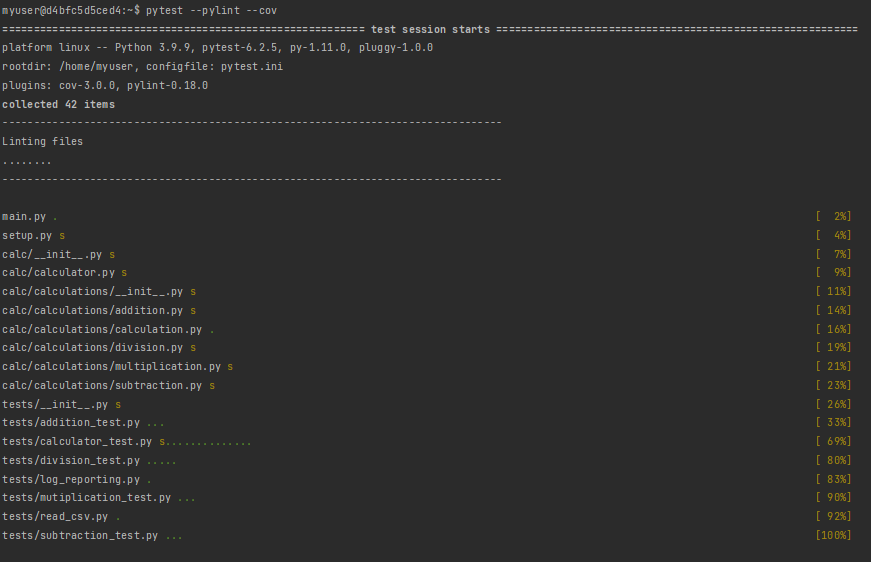 myuser@d4bfc5d5ced4:~$ pytest --pylint --cov
========================================================== test session starts ==========================================================
platform linux -- Python 3.9.9, pytest-6.2.5, py-1.11.0, pluggy-1.0.0
rootdir: /home/myuser, configfile: pytest.ini
plugins: cov-3.0.0, pylint-0.18.0
collected 42 items
--------------------------------------------------------------------------------
Linting files
........
--------------------------------------------------------------------------------
main.py . [  2%]
setup.py s [  4%]
calc/__init__.py s [  7%]
calc/calculator.py s [  9%]
calc/calculations/__init__.py s [ 11%]
calc/calculations/addition.py s [ 14%]
calc/calculations/calculation.py . [ 16%]
calc/calculations/division.py s [ 19%]
calc/calculations/multiplication.py s [ 21%]
calc/calculations/subtraction.py s [ 23%]
tests/__init__.py s [ 26%]
tests/addition_test.py ... [ 33%]
tests/calculator_test.py s.............. [ 69%]
tests/division_test.py ..... [ 80%]
tests/log_reporting.py . [ 83%]
tests/mutiplication_test.py ... [ 90%]
tests/read_csv.py . [ 92%]
tests/subtraction_test.py ... [100%]